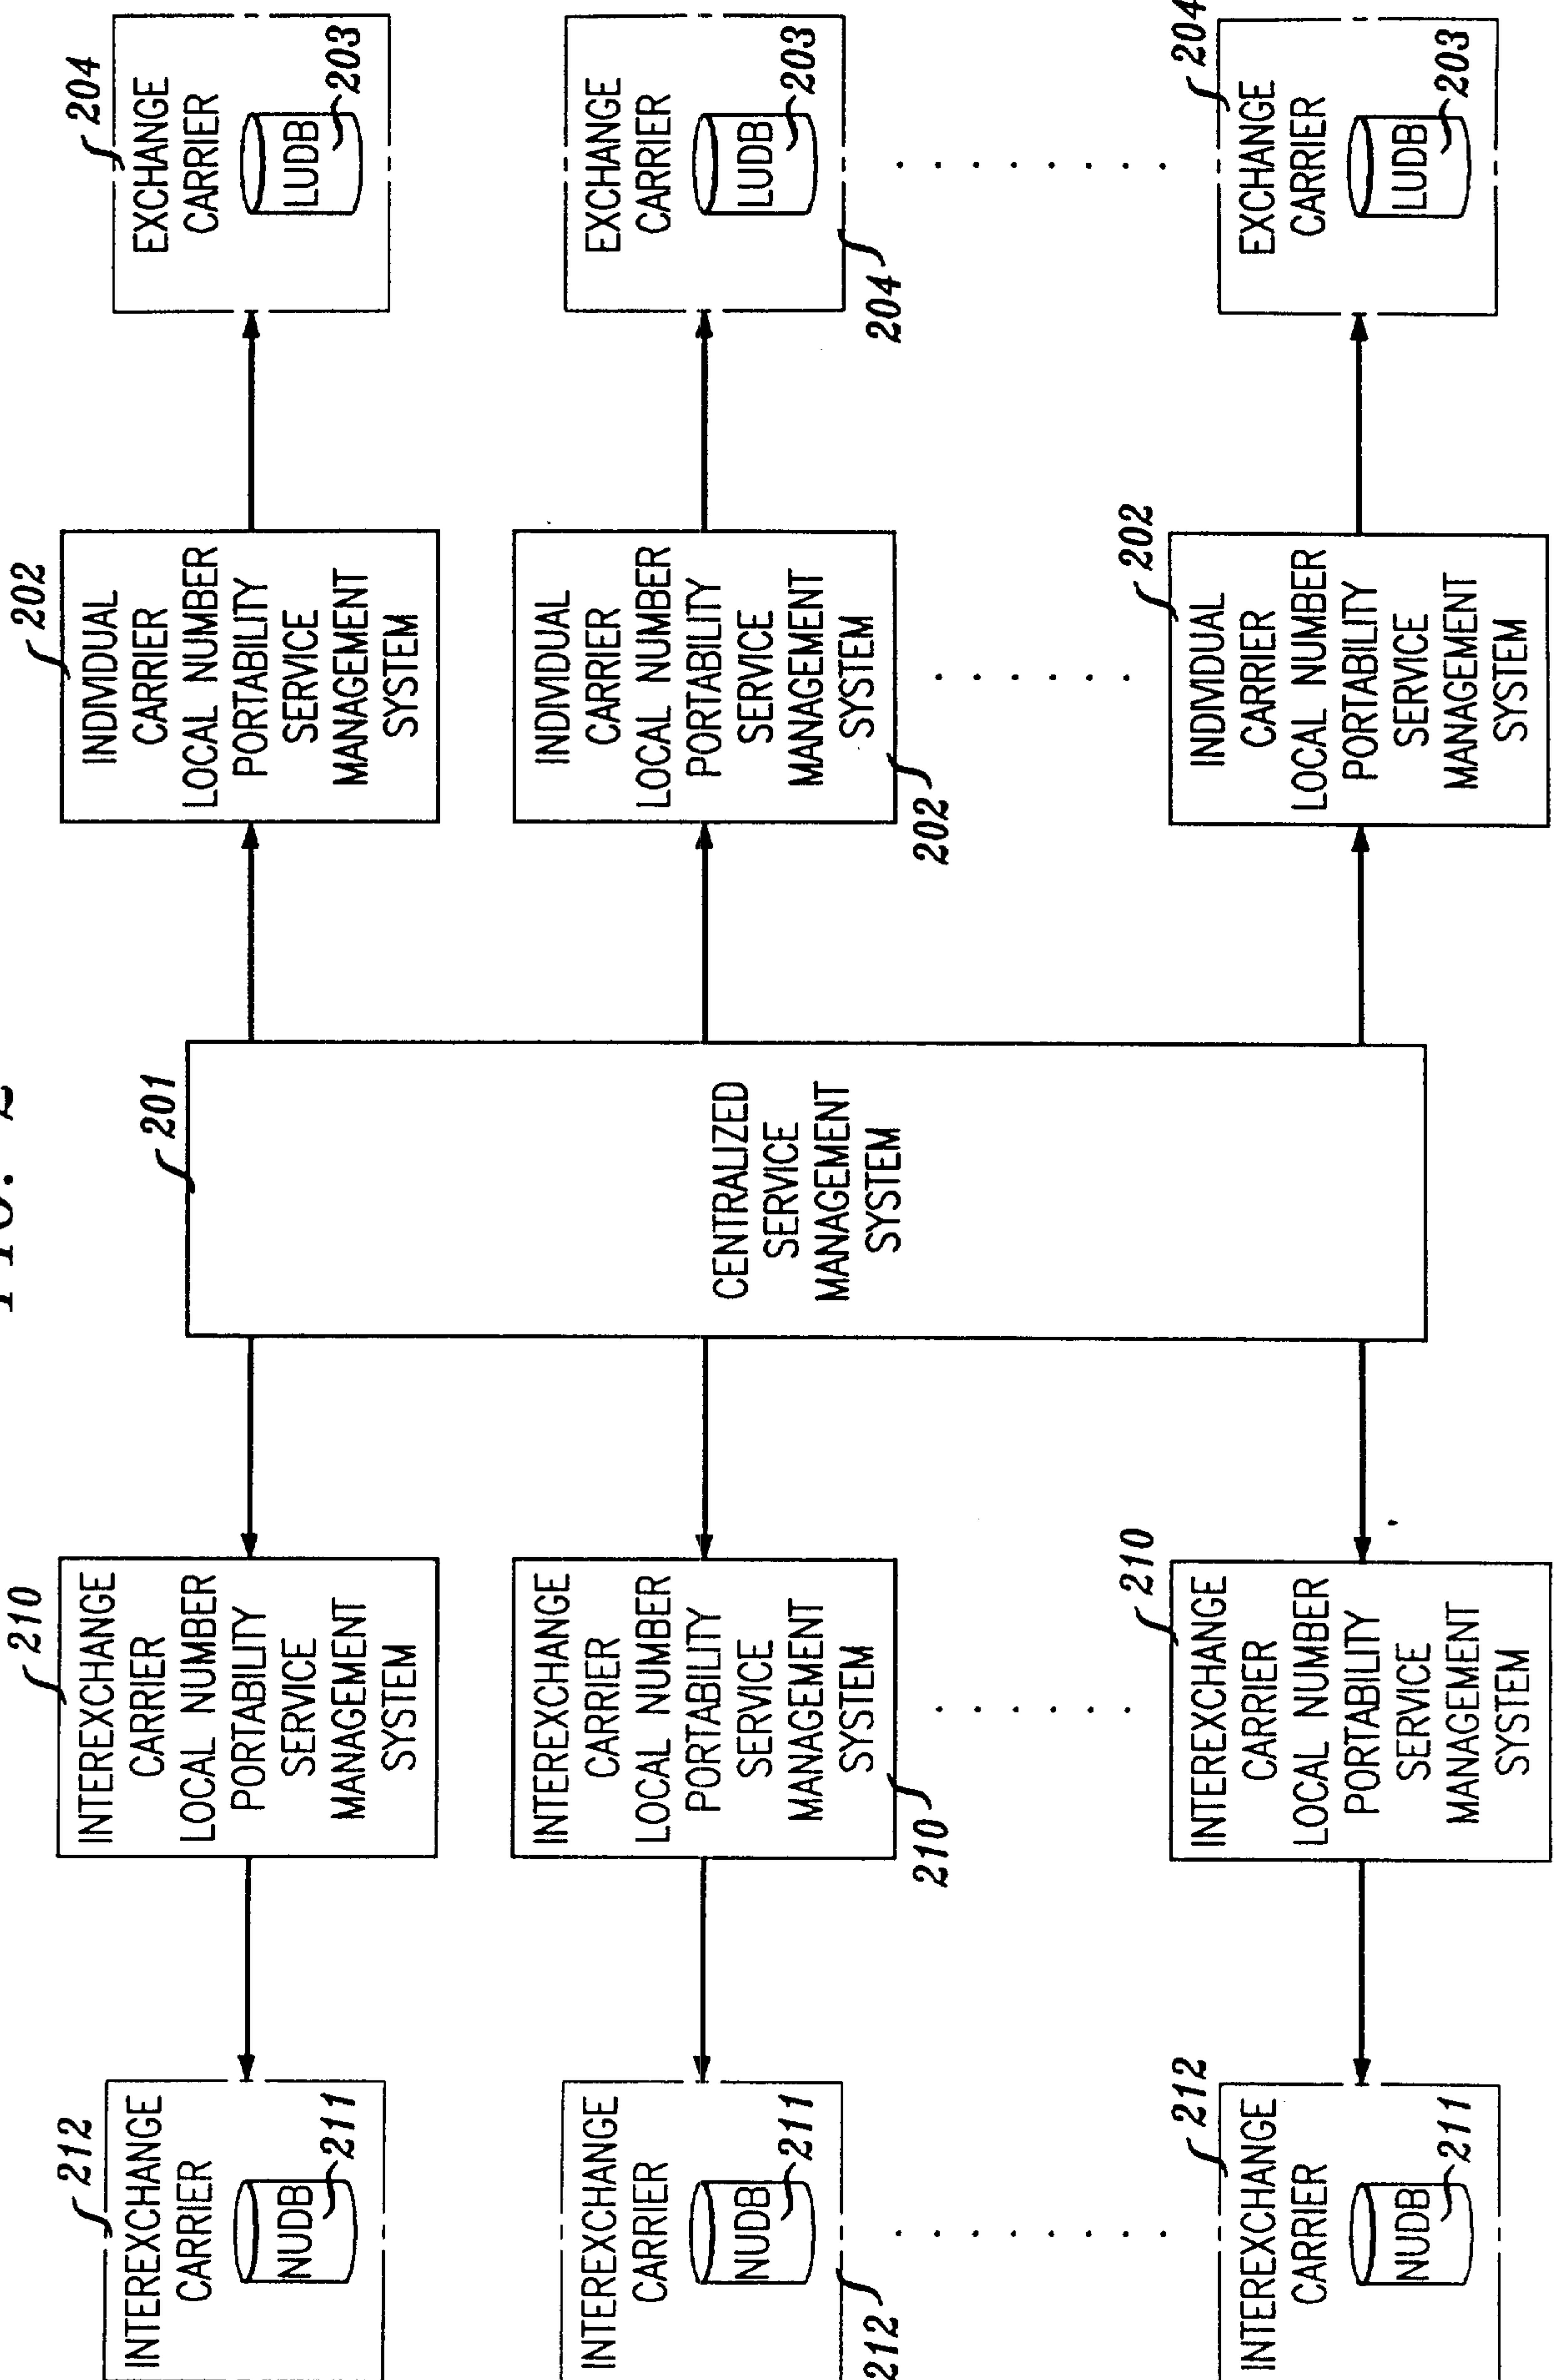 FIG. 2
212
INTEREXCHANGE
CARRIER
NUDB
211
210
INTEREXCHANGE
CARRIER
LOCAL NUMBER
PORTABILITY
SERVICE
MANAGEMENT
SYSTEM
201
CENTRALIZED
SERVICE
MANAGEMENT
SYSTEM
202
INDIVIDUAL
CARRIER
LOCAL NUMBER
PORTABILITY
SERVICE
MANAGEMENT
SYSTEM
204
EXCHANGE
CARRIER
LUDB
203
INTEREXCHANGE
CARRIER
NUDB
211
212
INTEREXCHANGE
CARRIER
LOCAL NUMBER
PORTABILITY
SERVICE
MANAGEMENT
SYSTEM
210
INDIVIDUAL
CARRIER
LOCAL NUMBER
PORTABILITY
SERVICE
MANAGEMENT
SYSTEM
202
EXCHANGE
CARRIER
LUDB
203
204
212
INTEREXCHANGE
CARRIER
NUDB
211
210
INTEREXCHANGE
CARRIER
LOCAL NUMBER
PORTABILITY
SERVICE
MANAGEMENT
SYSTEM
202
INDIVIDUAL
CARRIER
LOCAL NUMBER
PORTABILITY
SERVICE
MANAGEMENT
SYSTEM
204
EXCHANGE
CARRIER
LUDB
203